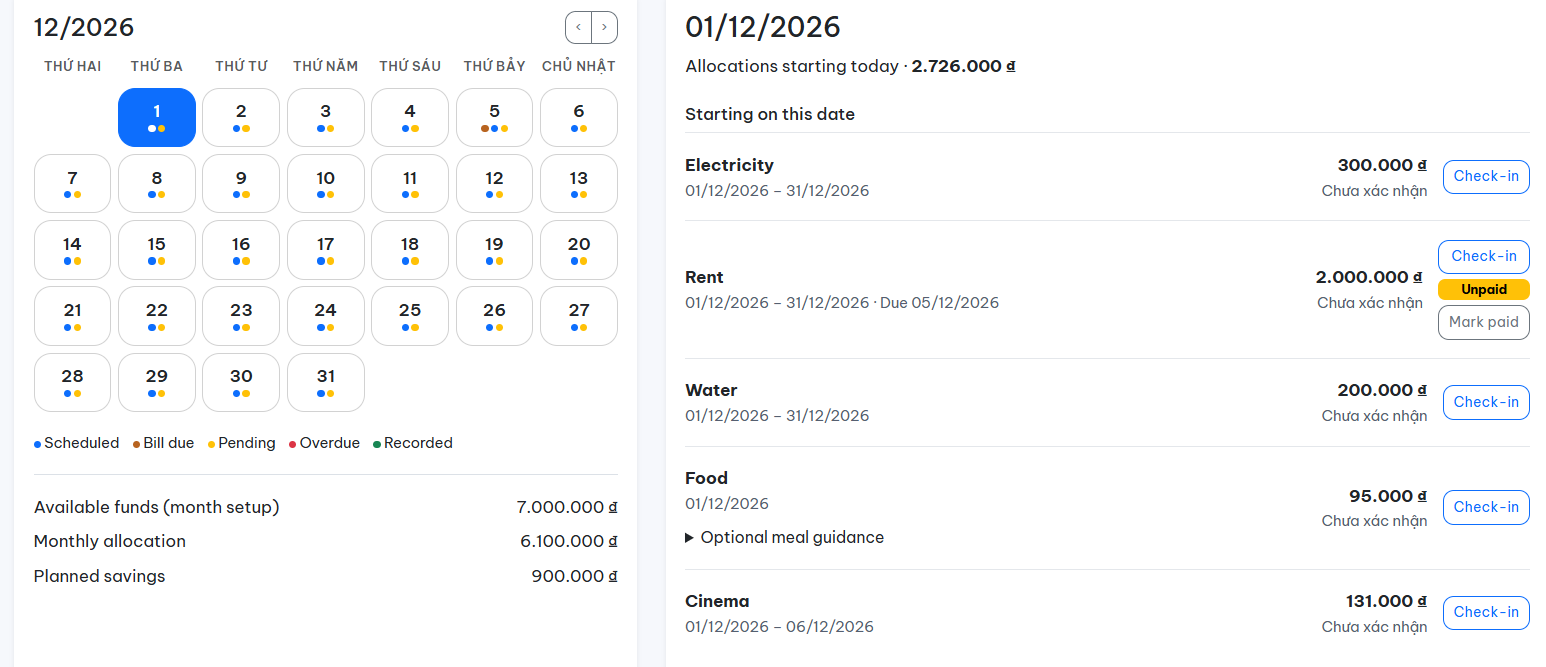 12/2026
‹ ›
THỨ HAI THỨ BA THỨ TƯ THỨ NĂM THỨ SÁU THỨ BẢY CHỦ NHẬT
1 2 3 4 5 6
7 8 9 10 11 12 13
14 15 16 17 18 19 20
21 22 23 24 25 26 27
28 29 30 31
Scheduled Bill due Pending Overdue Recorded
Available funds (month setup) 7.000.000 ₫
Monthly allocation 6.100.000 ₫
Planned savings 900.000 ₫
01/12/2026
Allocations starting today · 2.726.000 ₫
Starting on this date
Electricity 300.000 ₫ Check-in
01/12/2026 – 31/12/2026 Chưa xác nhận
Rent 2.000.000 ₫ Check-in
01/12/2026 – 31/12/2026 · Due 05/12/2026 Chưa xác nhận Unpaid
Mark paid
Water 200.000 ₫ Check-in
01/12/2026 – 31/12/2026 Chưa xác nhận
Food 95.000 ₫ Check-in
01/12/2026 Chưa xác nhận
▶ Optional meal guidance
Cinema 131.000 ₫ Check-in
01/12/2026 – 06/12/2026 Chưa xác nhận